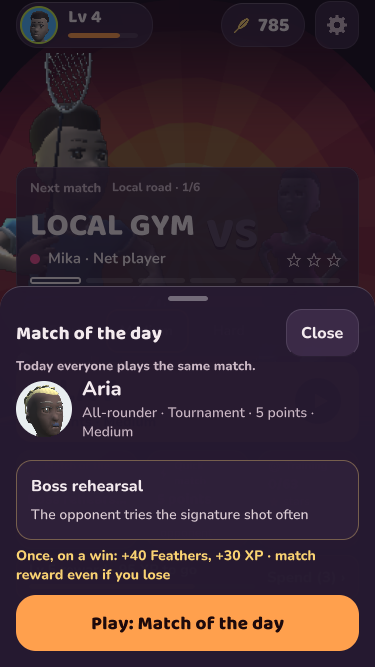 Lv 4
785
Next match Local road · 1/6
LOCAL GYM
VS
Mika · Net player
Match of the day
Close
Today everyone plays the same match.
Aria
All-rounder · Tournament · 5 points ·
Medium
Boss rehearsal
The opponent tries the signature shot often
Once, on a win: +40 Feathers, +30 XP · match
reward even if you lose
Play: Match of the day